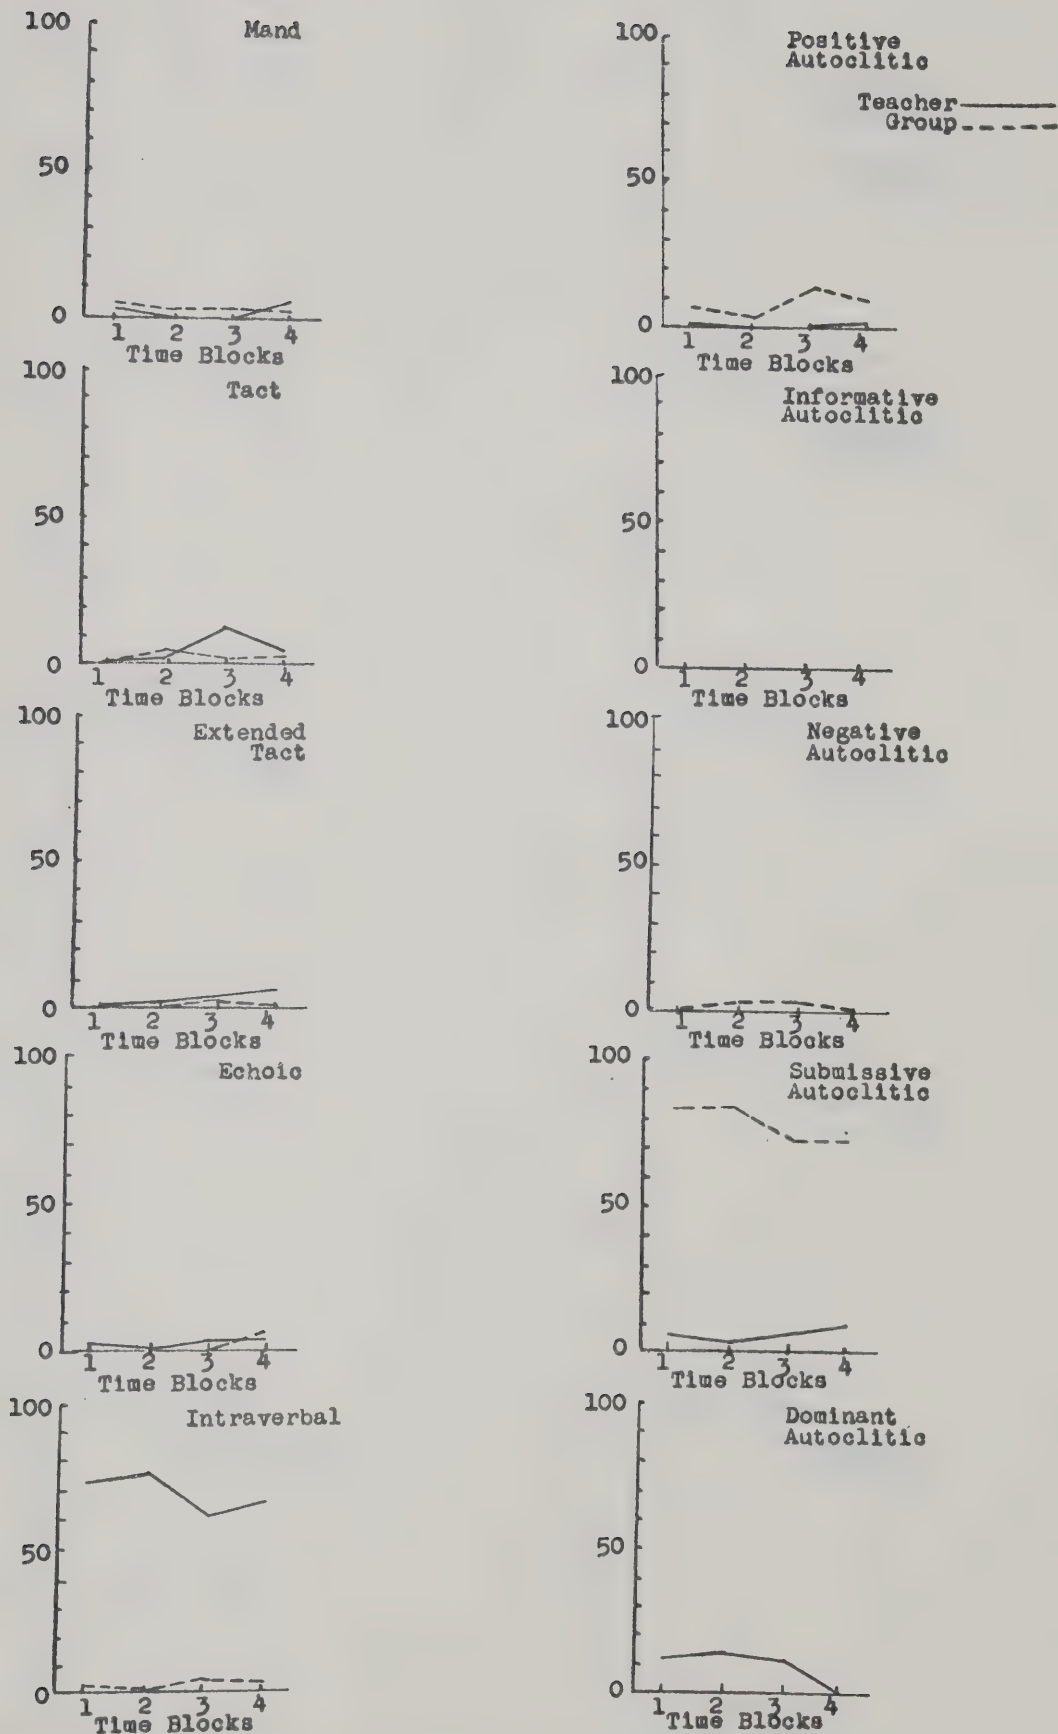 100
Mand
50
0
1 2 3 4
Time Blocks
100
Tact
50
0
1 2 3 4
Time Blocks
100
Extended
Tact
50
0
1 2 3 4
Time Blocks
100
Echoic
50
0
1 2 3 4
Time Blocks
100
Intraverbal
50
0
1 2 3 4
Time Blocks
100
Positive
Autoclitic
Teacher
Group
50
0
1 2 3 4
Time Blocks
100
Informative
Autoclitic
50
0
1 2 3 4
Time Blocks
100
Negative
Autoclitic
50
0
1 2 3 4
Time Blocks
100
Submissive
Autoclitic
50
0
1 2 3 4
Time Blocks
100
Dominant
Autoclitic
50
0
1 2 3 4
Time Blocks